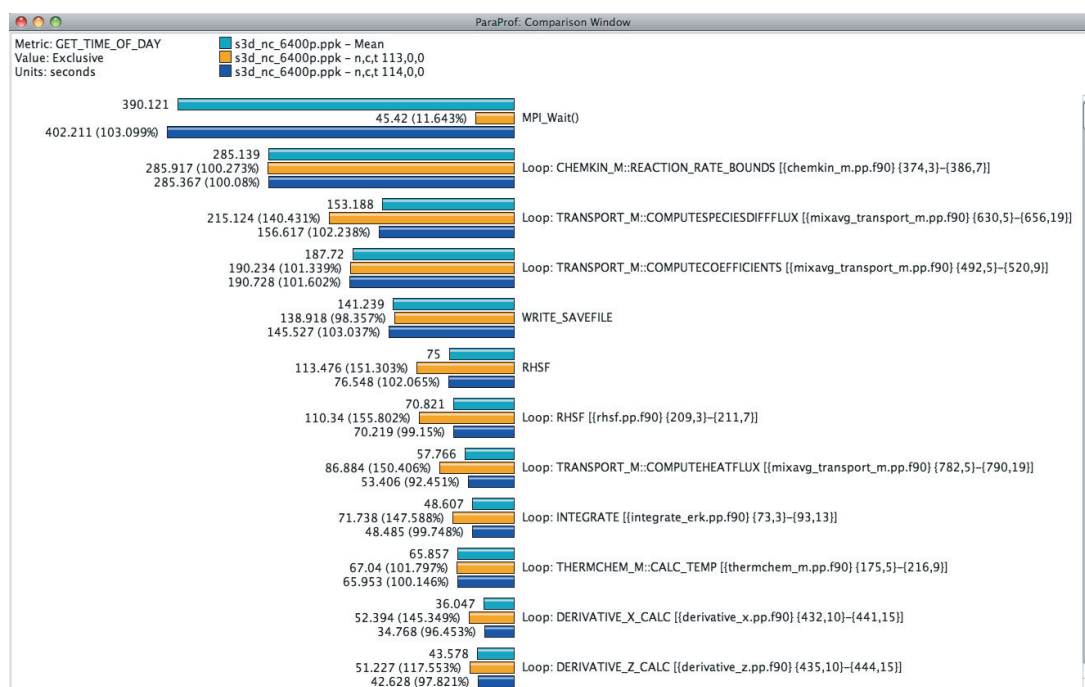 ParaProf: Comparison Window
Metric: GET_TIME_OF_DAY
Value: Exclusive
Units: seconds
s3d_nc_6400p.ppk – Mean
s3d_nc_6400p.ppk – n,c,t 113,0,0
s3d_nc_6400p.ppk – n,c,t 114,0,0
390.121
45.42 (11.643%)
402.211 (103.099%)
MPI_Wait()
285.139
285.917 (100.273%)
285.367 (100.08%)
Loop: CHEMKIN_M::REACTION_RATE_BOUNDS [{chemkin_m.pp.f90} {374,3}–{386,7}]
153.188
215.124 (140.431%)
156.617 (102.238%)
Loop: TRANSPORT_M::COMPUTESPECIESDIFFFLUX [{mixavg_transport_m.pp.f90} {630,5}–{656,19}]
187.72
190.234 (101.339%)
190.728 (101.602%)
Loop: TRANSPORT_M::COMPUTECOEFFICIENTS [{mixavg_transport_m.pp.f90} {492,5}–{520,9}]
141.239
138.918 (98.357%)
145.527 (103.037%)
WRITE_SAVEFILE
75
113.476 (151.303%)
76.548 (102.065%)
RHSF
70.821
110.34 (155.802%)
70.219 (99.15%)
Loop: RHSF [{rhsf.pp.f90} {209,3}–{211,7}]
57.766
86.884 (150.406%)
53.406 (92.451%)
Loop: TRANSPORT_M::COMPUTEHEATFLUX [{mixavg_transport_m.pp.f90} {782,5}–{790,19}]
48.607
71.738 (147.588%)
48.485 (99.748%)
Loop: INTEGRATE [{integrate_erk.pp.f90} {73,3}–{93,13}]
65.857
67.04 (101.797%)
65.953 (100.146%)
Loop: THERMCHEM_M::CALC_TEMP [{thermchem_m.pp.f90} {175,5}–{216,9}]
36.047
52.394 (145.349%)
34.768 (96.453%)
Loop: DERIVATIVE_X_CALC [{derivative_x.pp.f90} {432,10}–{441,15}]
43.578
51.227 (117.553%)
42.628 (97.821%)
Loop: DERIVATIVE_Z_CALC [{derivative_z.pp.f90} {435,10}–{444,15}]